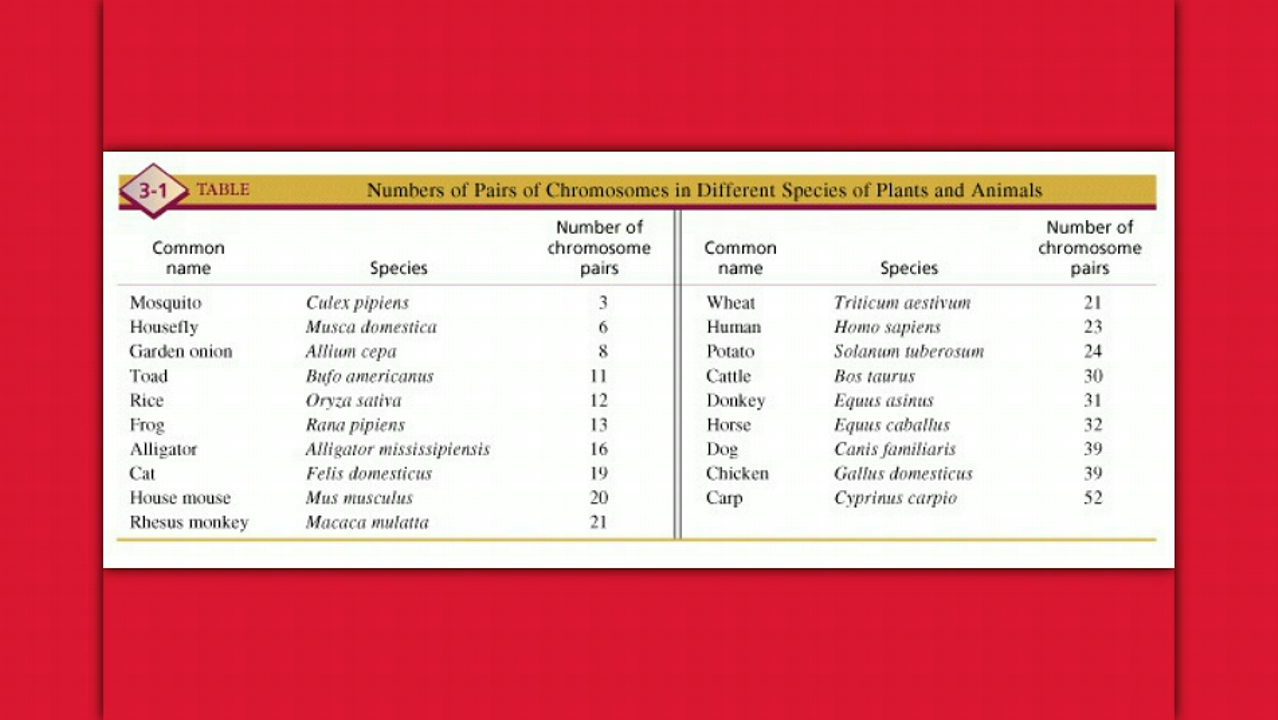 3-1 TABLE Numbers of Pairs of Chromosomes in Different Species of Plants and Animals
Number of Number of
Common chromosome Common chromosome
name Species pairs name Species pairs
Mosquito Culex pipiens 3 Wheat Triticum aestivum 21
Housefly Musca domestica 6 Human Homo sapiens 23
Garden onion Allium cepa 8 Potato Solanum tuberosum 24
Toad Bufo americanus 11 Cattle Bos taurus 30
Rice Oryza sativa 12 Donkey Equus asinus 31
Frog Rana pipiens 13 Horse Equus caballus 32
Alligator Alligator mississipiensis 16 Dog Canis familiaris 39
Cat Felis domesticus 19 Chicken Gallus domesticus 39
House mouse Mus musculus 20 Carp Cyprinus carpio 52
Rhesus monkey Macaca mulatta 21